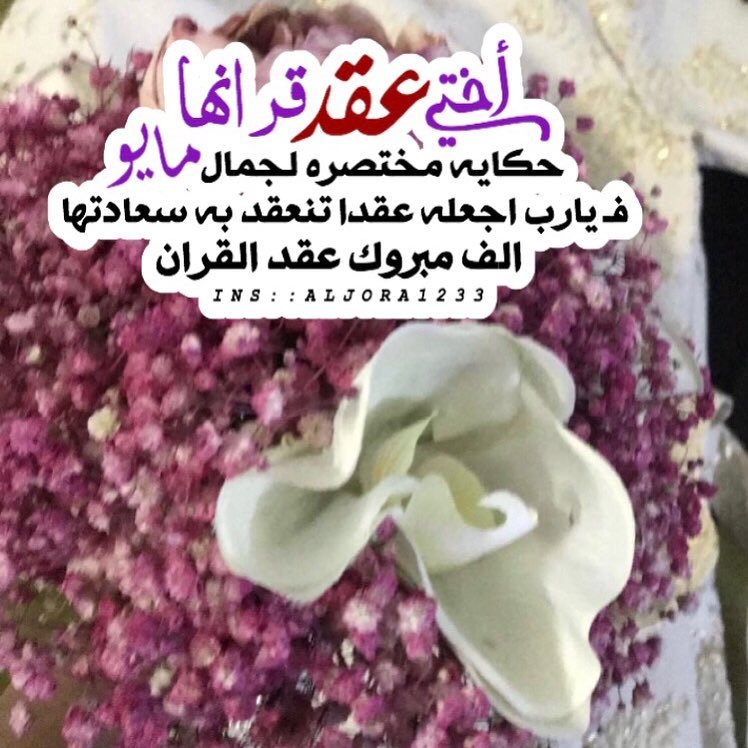 أختي عقد قرانها
حكايه مختصره لجمال مايو
فـ يارب اجعله عقدا تنعقد به سعادتها
الف مبروك عقد القران
INS::ALJORA1233